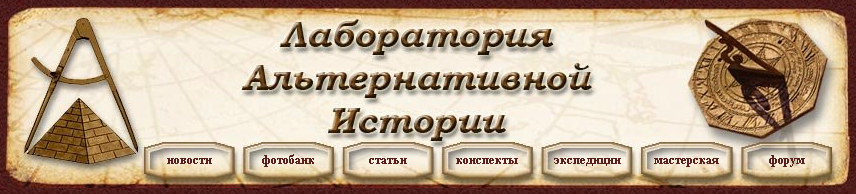 Лаборатория
Альтернативной
Истории
новости фотобанк статьи конспекты экспедиции мастерская форум